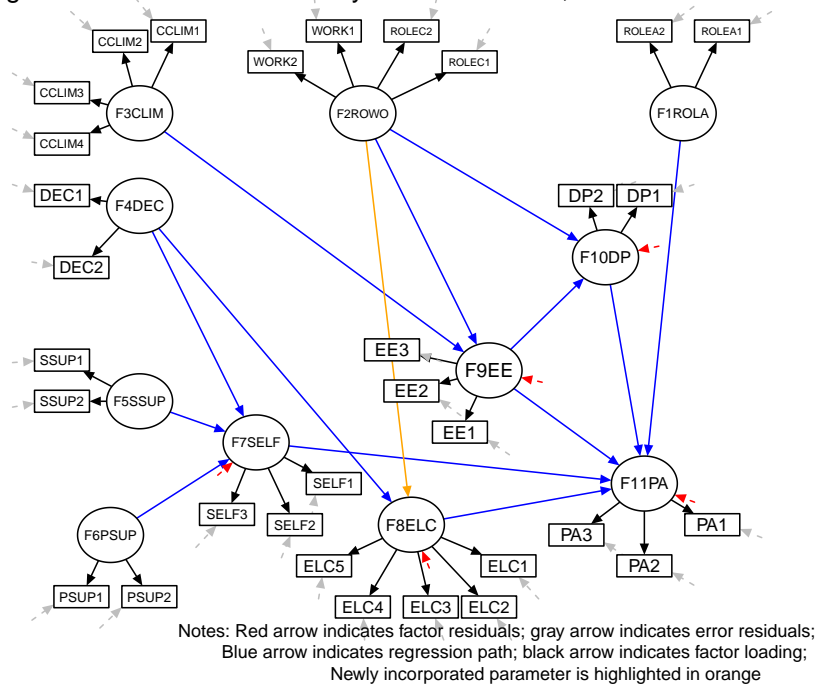 CCLIM1
CCLIM2
WORK1
ROLEC2
ROLEA2
ROLEA1
WORK2
ROLEC1
CCLIM3
F3CLIM
F2ROWO
F1ROLA
CCLIM4
DEC1
F4DEC
DP2
DP1
DEC2
F10DP
EE3
F9EE
SSUP1
EE2
SSUP2
F5SSUP
EE1
F7SELF
SELF1
F11PA
SELF3
SELF2
F8ELC
PA1
F6PSUP
PA3
ELC5
ELC1
PA2
PSUP1
PSUP2
ELC4
ELC3
ELC2
Notes: Red arrow indicates factor residuals; gray arrow indicates error residuals;
Blue arrow indicates regression path; black arrow indicates factor loading;
Newly incorporated parameter is highlighted in orange